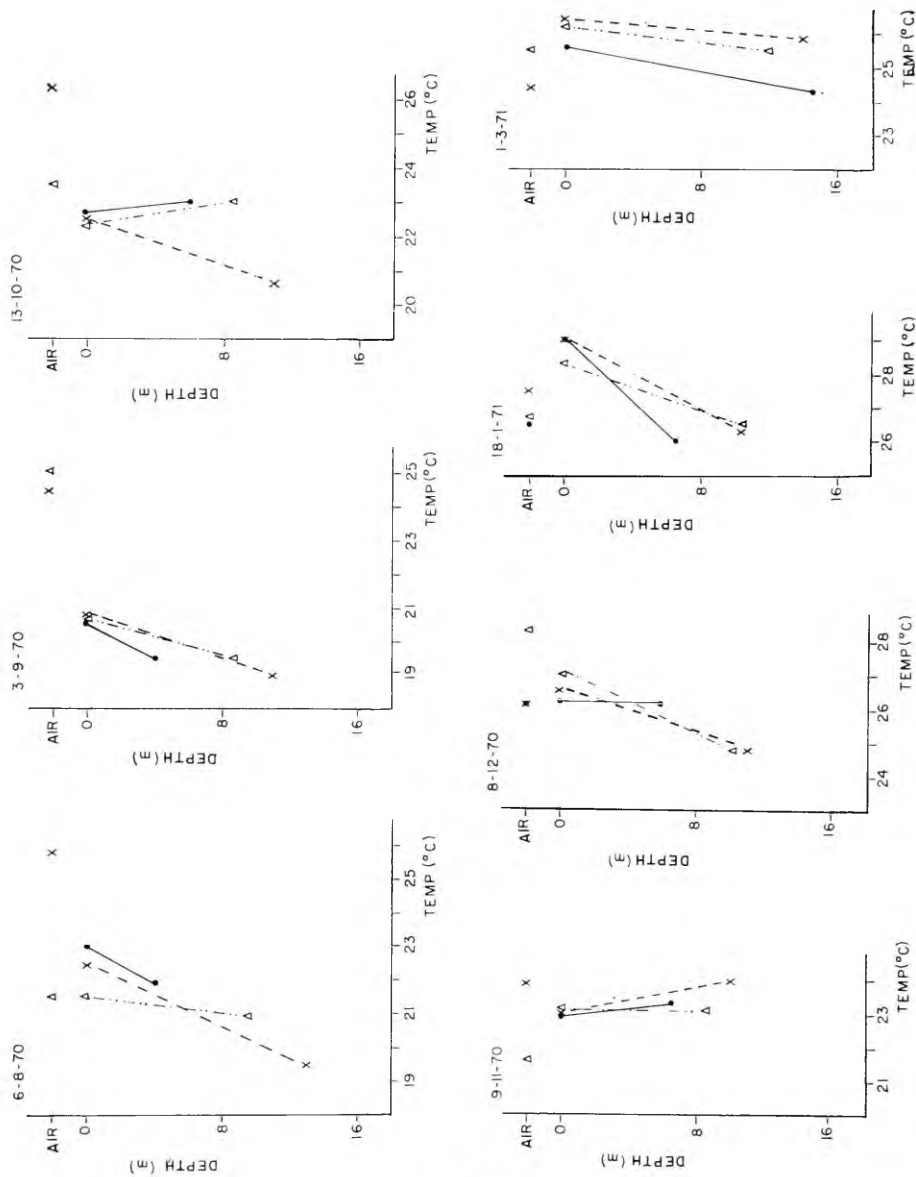 6-8-70
AIR
0
8
16
DEPTH (m)
19
21
23
25
TEMP (°C)
3-9-70
AIR
0
8
16
DEPTH (m)
19
21
23
25
TEMP (°C)
13-10-70
AIR
0
8
16
DEPTH (m)
20
22
24
26
TEMP (°C)
9-11-70
AIR
0
8
16
DEPTH (m)
21
23
TEMP (°C)
8-12-70
AIR
0
8
16
DEPTH (m)
24
26
28
TEMP (°C)
18-1-71
AIR
0
8
16
DEPTH (m)
26
28
TEMP (°C)
1-3-71
AIR
0
8
16
DEPTH (m)
23
25
TEMP (°C)